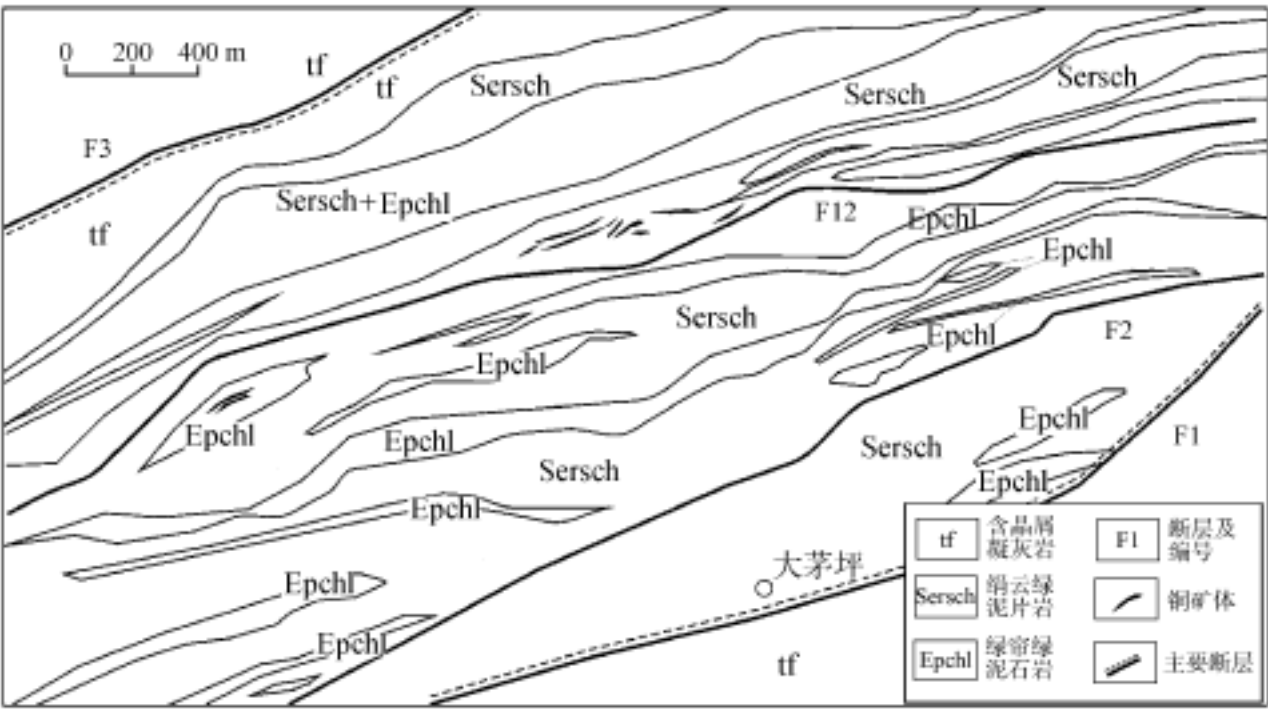 0 200 400 m
tf
tf
Sersch
Sersch
Sersch
F3
Sersch+Epchl
F12
Epchl
tf
Epchl
Sersch
Epchl
F2
Epchl
Epchl
Epchl
Epchl
F1
Sersch
Sersch
Epchl
Epchl
大茅坪
Epchl
Epchl
tf
tf 含晶屑
凝灰岩
F1 断层及
编号
Sersch 绢云绿
泥片岩
铜矿体
Epchl 绿帘绿
泥石岩
主要断层